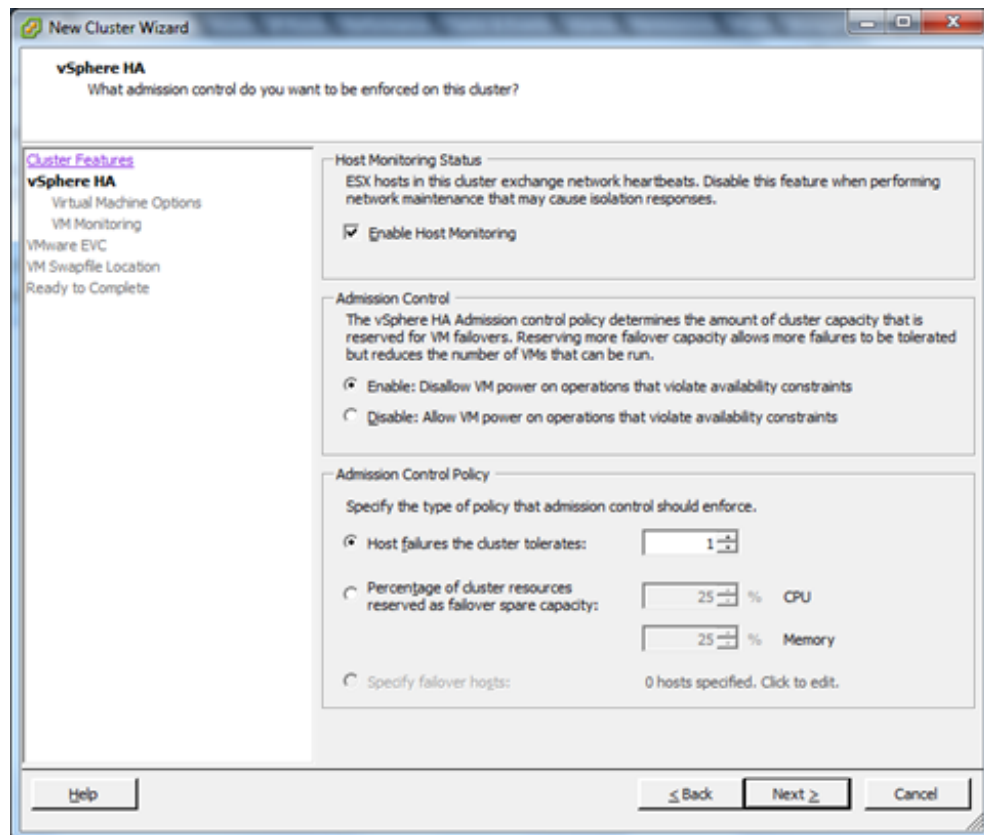 New Cluster Wizard
vSphere HA
What admission control do you want to be enforced on this cluster?
Cluster Features
vSphere HA
Virtual Machine Options
VM Monitoring
VMware EVC
VM Swapfile Location
Ready to Complete
Host Monitoring Status
ESX hosts in this cluster exchange network heartbeats. Disable this feature when performing
network maintenance that may cause isolation responses.
Enable Host Monitoring
Admission Control
The vSphere HA Admission control policy determines the amount of cluster capacity that is
reserved for VM failovers. Reserving more failover capacity allows more failures to be tolerated
but reduces the number of VMs that can be run.
Enable: Disallow VM power on operations that violate availability constraints
Disable: Allow VM power on operations that violate availability constraints
Admission Control Policy
Specify the type of policy that admission control should enforce.
Host failures the cluster tolerates: 1
Percentage of cluster resources
reserved as failover spare capacity: 25 % CPU
25 % Memory
Specify failover hosts: 0 hosts specified. Click to edit.
Help < Back Next > Cancel